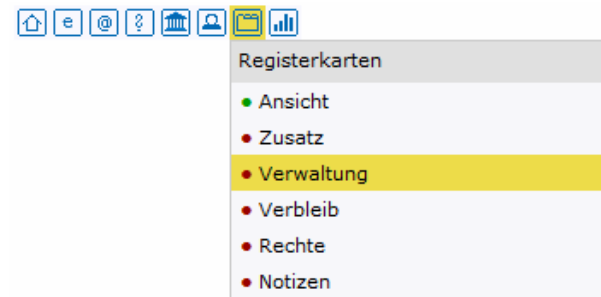 e @ ?
Registerkarten
• Ansicht
• Zusatz
• Verwaltung
• Verbleib
• Rechte
• Notizen